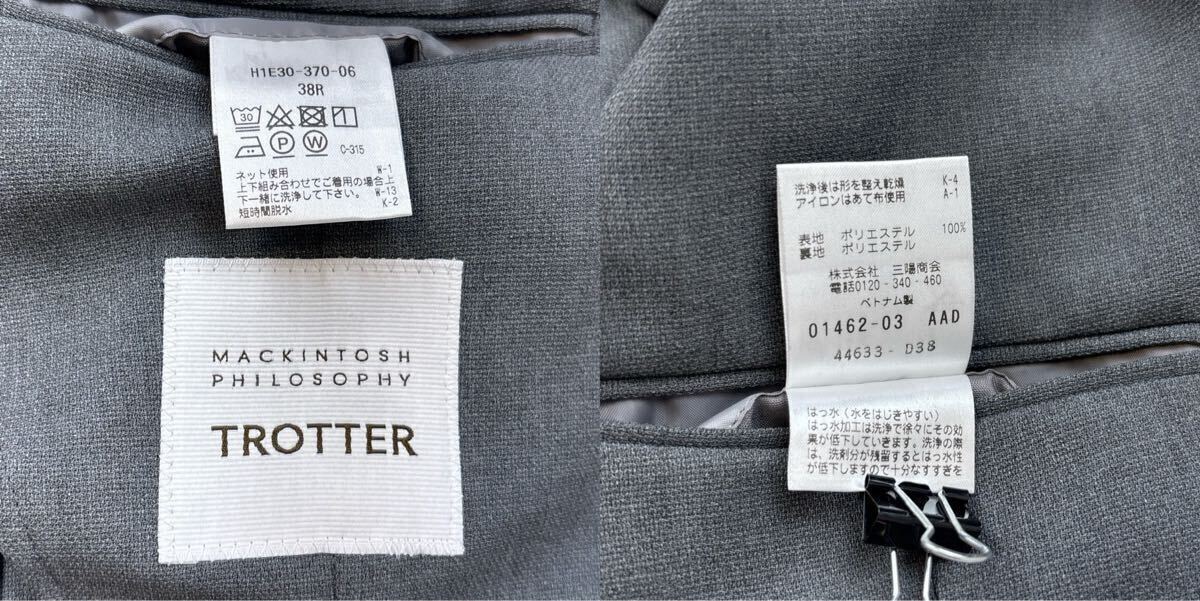 H1E30-370-06
38R
30
P
W
C-315
ネット使用 W-1
上下組み合わせでご着用の場合上
下一緒に洗浄して下さい。 W-13
短時間脱水 K-2
MACKINTOSH
PHILOSOPHY
TROTTER
洗浄後は形を整え乾燥 K-4
アイロンはあて布使用 A-1
表地 ポリエステル 100%
裏地 ポリエステル
株式会社 三陽商会
電話0120-340-460
ベトナム製
01462-03 AAD
44633- D38
はっ水(水をはじきやすい)
はっ水加工は洗浄で徐々にその効
果が低下していきます。洗浄の際
は、洗剤分が残留するとはっ水性
が低下しますので十分なすすぎを